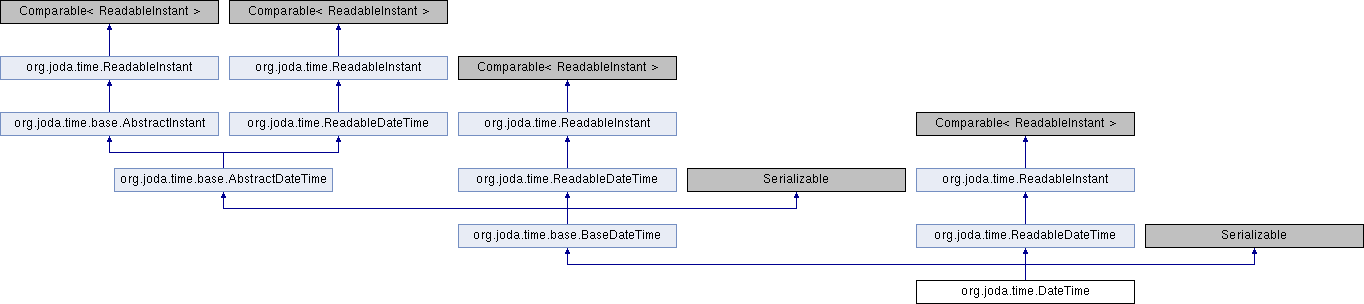 Comparable< ReadableInstant >
Comparable< ReadableInstant >
org.joda.time.ReadableInstant
org.joda.time.ReadableInstant
Comparable< ReadableInstant >
org.joda.time.base.AbstractInstant
org.joda.time.ReadableDateTime
org.joda.time.ReadableInstant
Comparable< ReadableInstant >
org.joda.time.base.AbstractDateTime
org.joda.time.ReadableDateTime
Serializable
org.joda.time.ReadableInstant
org.joda.time.base.BaseDateTime
org.joda.time.ReadableDateTime
Serializable
org.joda.time.DateTime